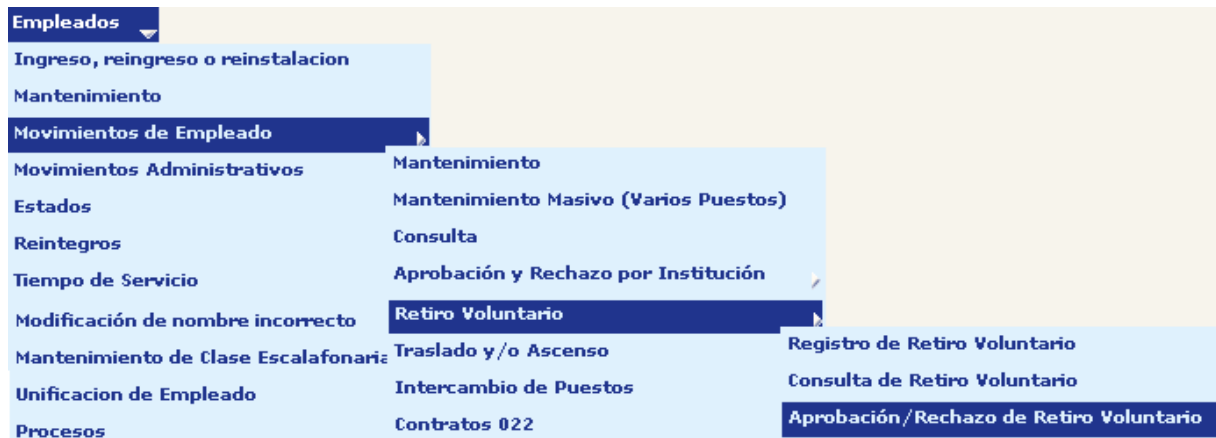 Empleados
Ingreso, reingreso o reinstalacion
Mantenimiento
Movimientos de Empleado
Movimientos Administrativos
Estados
Reintegros
Tiempo de Servicio
Modificación de nombre incorrecto
Mantenimiento de Clase Escalafonaria
Unificacion de Empleado
Procesos
Mantenimiento
Mantenimiento Masivo (Varios Puestos)
Consulta
Aprobación y Rechazo por Institución
Retiro Voluntario
Traslado y/o Ascenso
Intercambio de Puestos
Contratos 022
Registro de Retiro Voluntario
Consulta de Retiro Voluntario
Aprobación/Rechazo de Retiro Voluntario